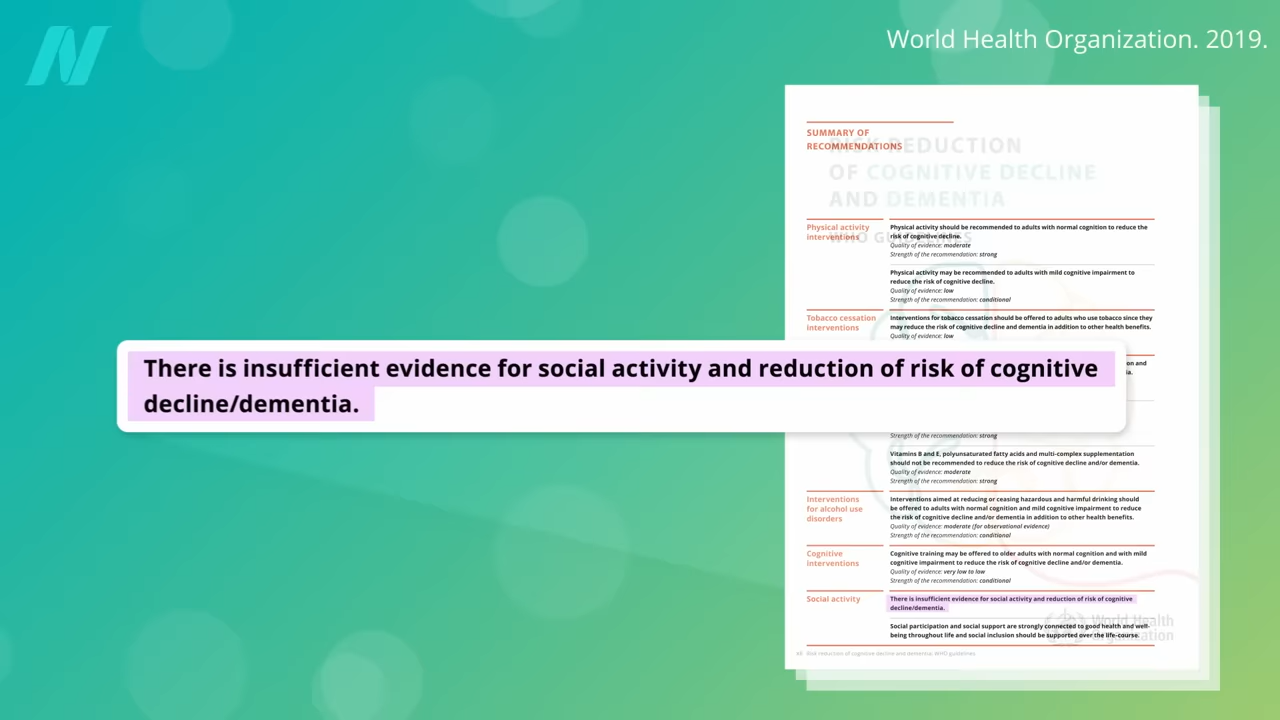 World Health Organization. 2019.
SUMMARY OF
RECOMMENDATIONS
RISK REDUCTION
OF COGNITIVE DECLINE
AND DEMENTIA
WHO GUIDELINES
Physical activity
interventions
Physical activity should be recommended to adults with normal cognition to reduce the
risk of cognitive decline.
Quality of evidence: moderate
Strength of the recommendation: strong
Physical activity may be recommended to adults with mild cognitive impairment to
reduce the risk of cognitive decline.
Quality of evidence: low
Strength of the recommendation: conditional
Tobacco cessation
interventions
Interventions for tobacco cessation should be offered to adults who use tobacco since they
may reduce the risk of cognitive decline and dementia in addition to other health benefits.
Quality of evidence: low
There is insufficient evidence for social activity and reduction of risk of cognitive
decline/dementia.
Strength of the recommendation: strong
Vitamins B and E, polyunsaturated fatty acids and multi-complex supplementation
should not be recommended to reduce the risk of cognitive decline and/or dementia.
Quality of evidence: moderate
Strength of the recommendation: strong
Interventions
for alcohol use
disorders
Interventions aimed at reducing or ceasing hazardous and harmful drinking should
be offered to adults with normal cognition and mild cognitive impairment to reduce
the risk of cognitive decline and/or dementia in addition to other health benefits.
Quality of evidence: moderate (for observational evidence)
Strength of the recommendation: conditional
Cognitive
interventions
Cognitive training may be offered to older adults with normal cognition and with mild
cognitive impairment to reduce the risk of cognitive decline and/or dementia.
Quality of evidence: very low to low
Strength of the recommendation: conditional
Social activity
There is insufficient evidence for social activity and reduction of risk of cognitive
decline/dementia.
Social participation and social support are strongly connected to good health and well-
being throughout life and social inclusion should be supported over the life-course.
World Health
Organization
Risk reduction of cognitive decline and dementia: WHO guidelines